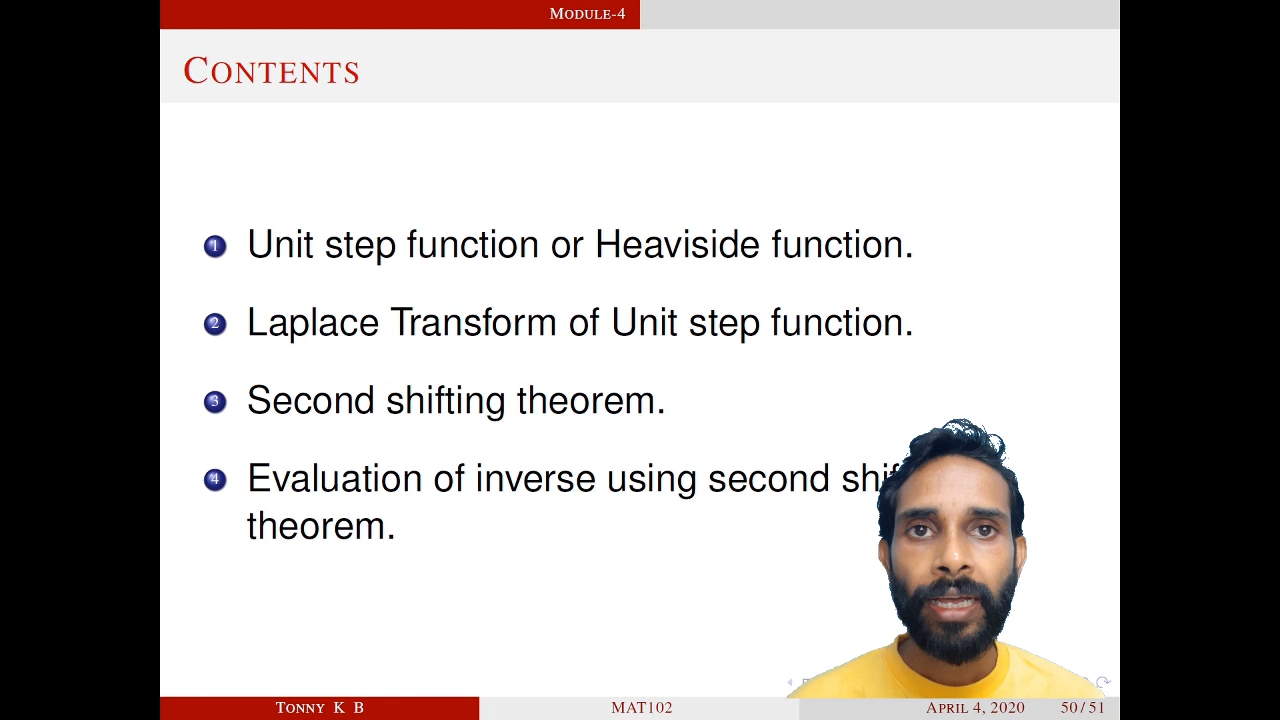 Module-4
Contents
1 Unit step function or Heaviside function.
2 Laplace Transform of Unit step function.
3 Second shifting theorem.
4 Evaluation of inverse using second
theorem.
Tonny K B MAT102 April 4, 2020 50/51